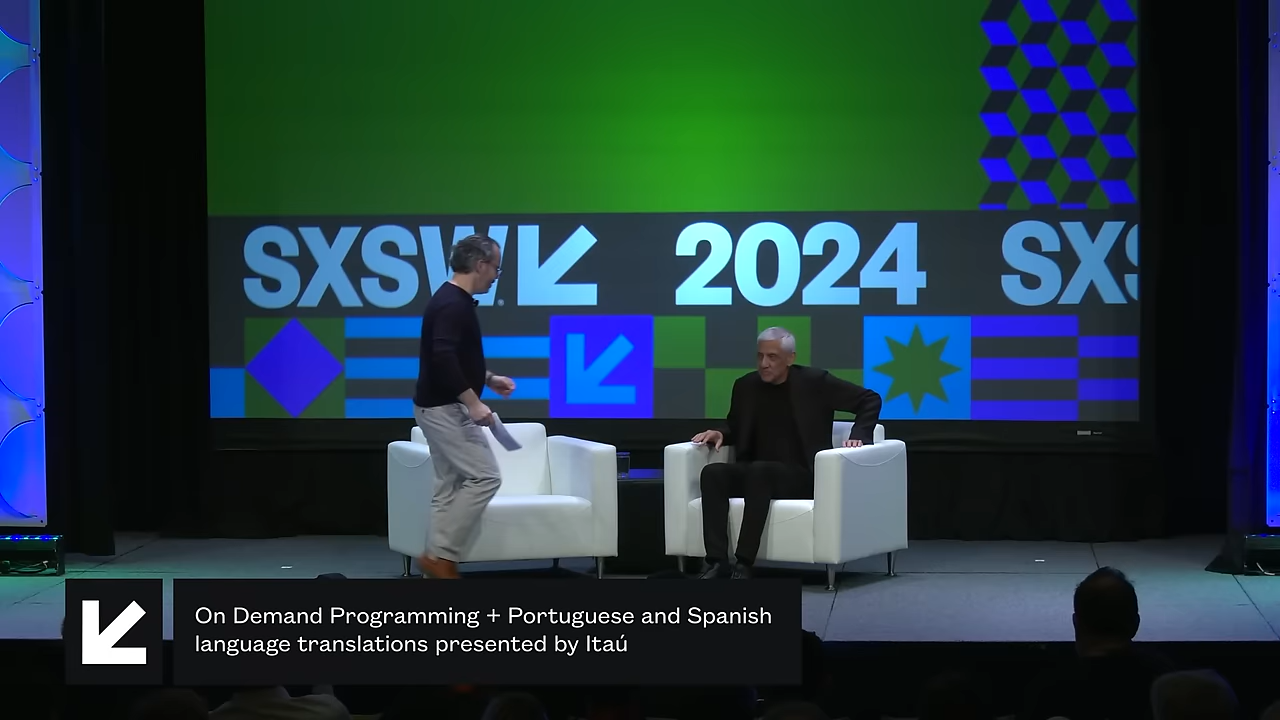 SXSW. 2024 SXS
On Demand Programming + Portuguese and Spanish
language translations presented by Itaú